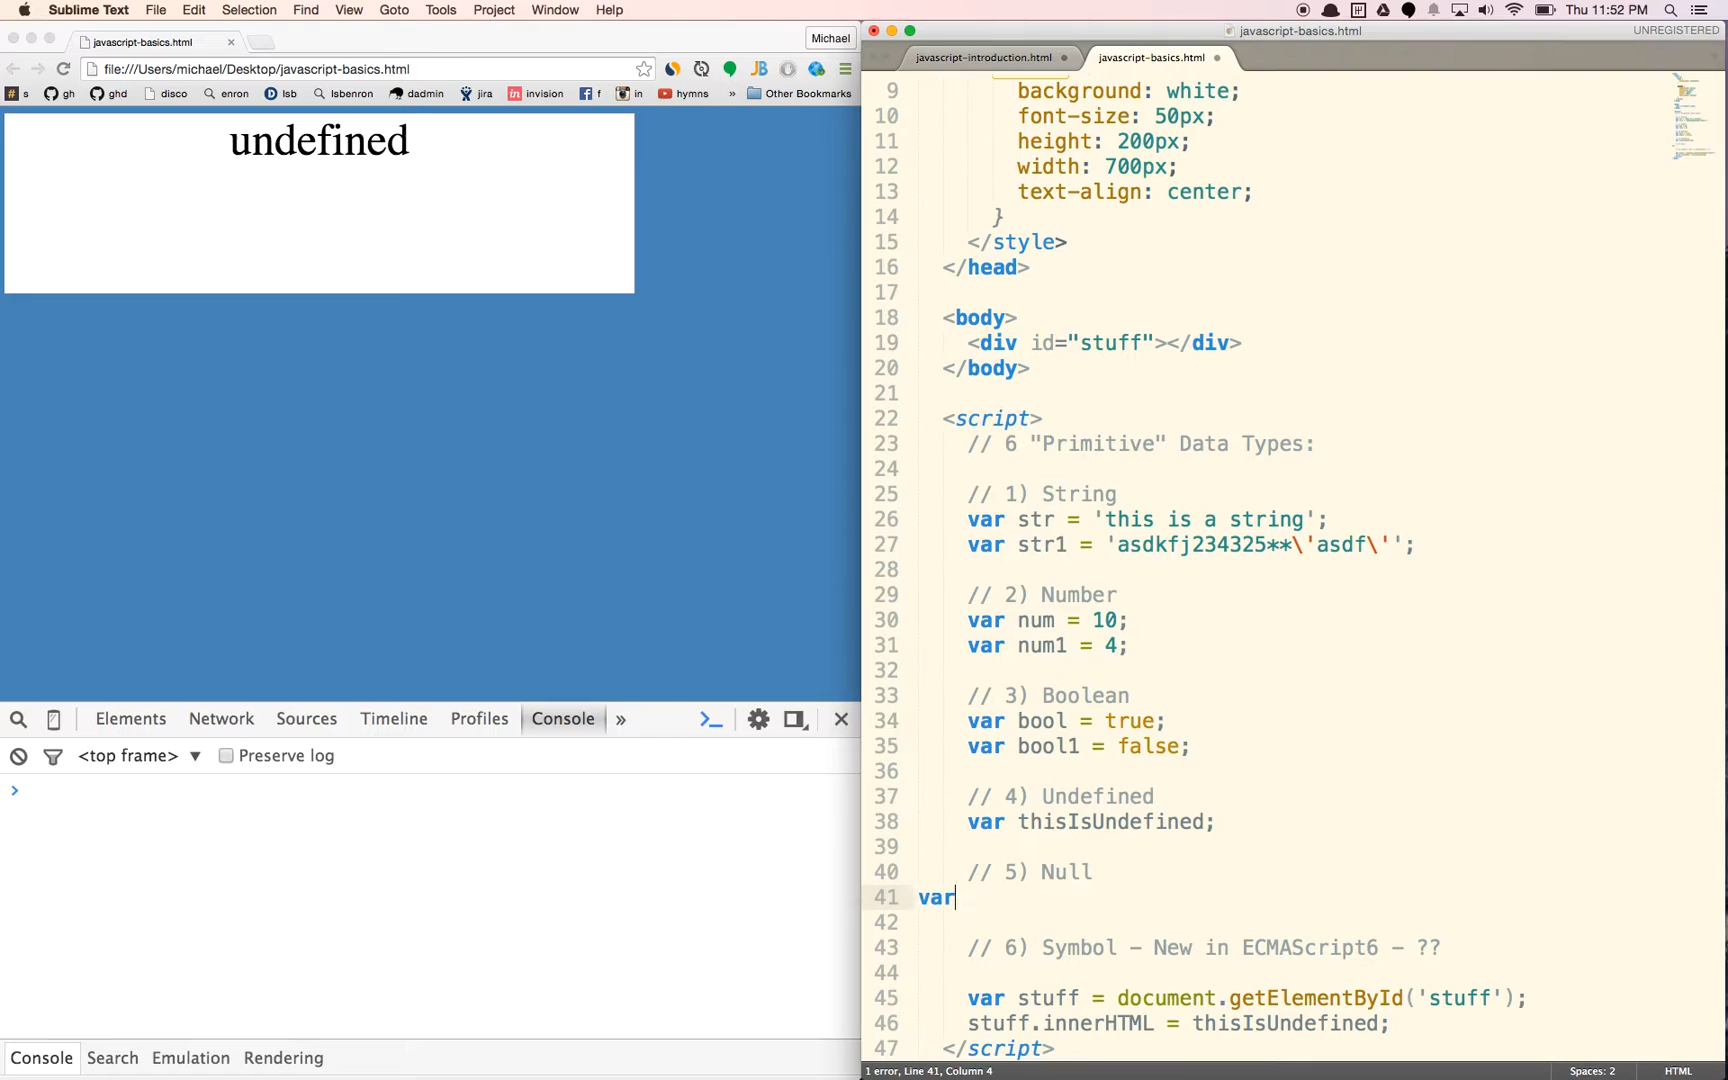 Sublime Text File Edit Selection Find View Goto Tools Project Window Help Thu 11:52 PM
javascript-basics.html Michael
file:///Users/michael/Desktop/javascript-basics.html
s gh ghd disco enron lsb lsbenron dadmin jira invision f in hymns » Other Bookmarks
undefined
Elements Network Sources Timeline Profiles Console »
<top frame> ▼ Preserve log
>
Console Search Emulation Rendering
javascript-basics.html UNREGISTERED
javascript-introduction.html javascript-basics.html
9 background: white;
10 font-size: 50px;
11 height: 200px;
12 width: 700px;
13 text-align: center;
14 }
15 </style>
16 </head>
17
18 <body>
19 <div id="stuff"></div>
20 </body>
21
22 <script>
23 // 6 "Primitive" Data Types:
24
25 // 1) String
26 var str = 'this is a string';
27 var str1 = 'asdkfj234325**\'asdf\'';
28
29 // 2) Number
30 var num = 10;
31 var num1 = 4;
32
33 // 3) Boolean
34 var bool = true;
35 var bool1 = false;
36
37 // 4) Undefined
38 var thisIsUndefined;
39
40 // 5) Null
41 var
42
43 // 6) Symbol - New in ECMAScript6 - ??
44
45 var stuff = document.getElementById('stuff');
46 stuff.innerHTML = thisIsUndefined;
47 </script>
1 error, Line 41, Column 4 Spaces: 2 HTML